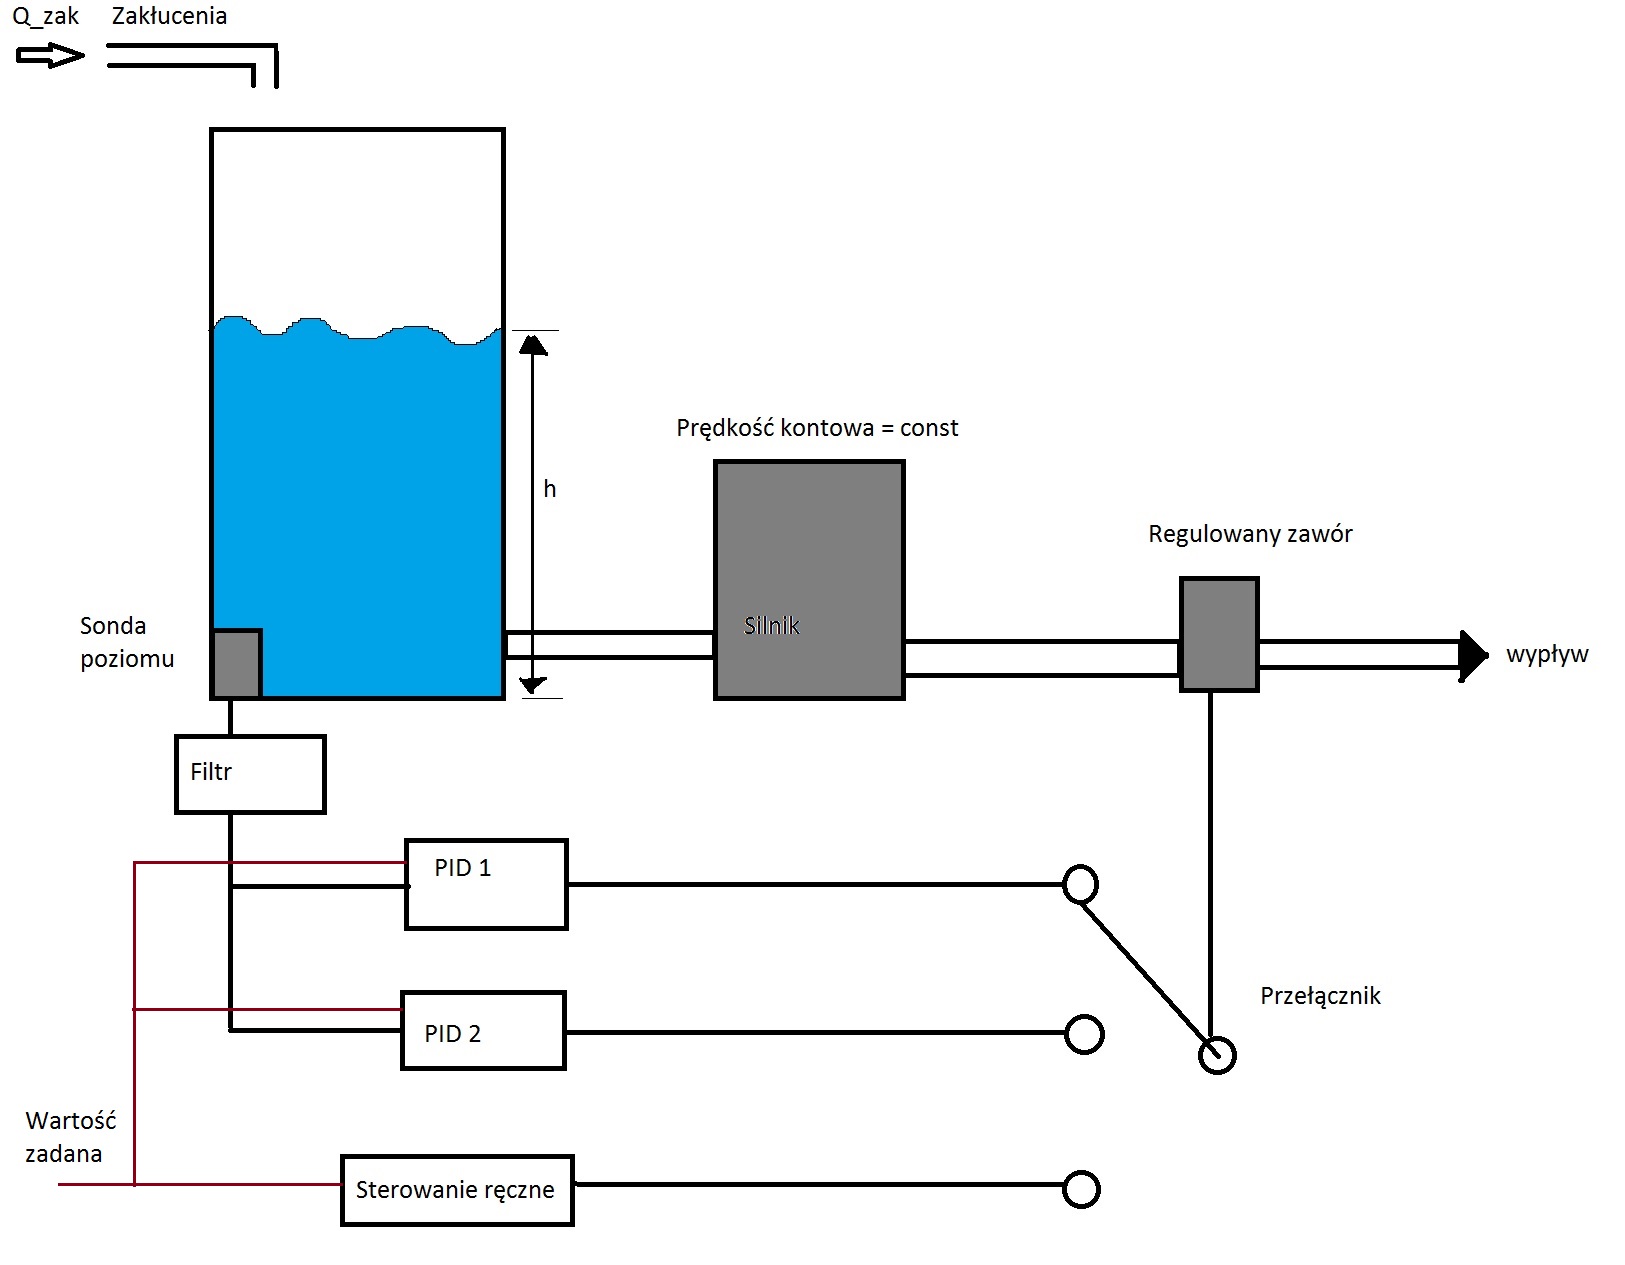 Q_zak Zakłucenia
Prędkość kontowa = const
h
Regulowany zawór
Sonda
poziomu
Silnik
wypływ
Filtr
PID 1
Przełącznik
PID 2
Wartość
zadana
Sterowanie ręczne